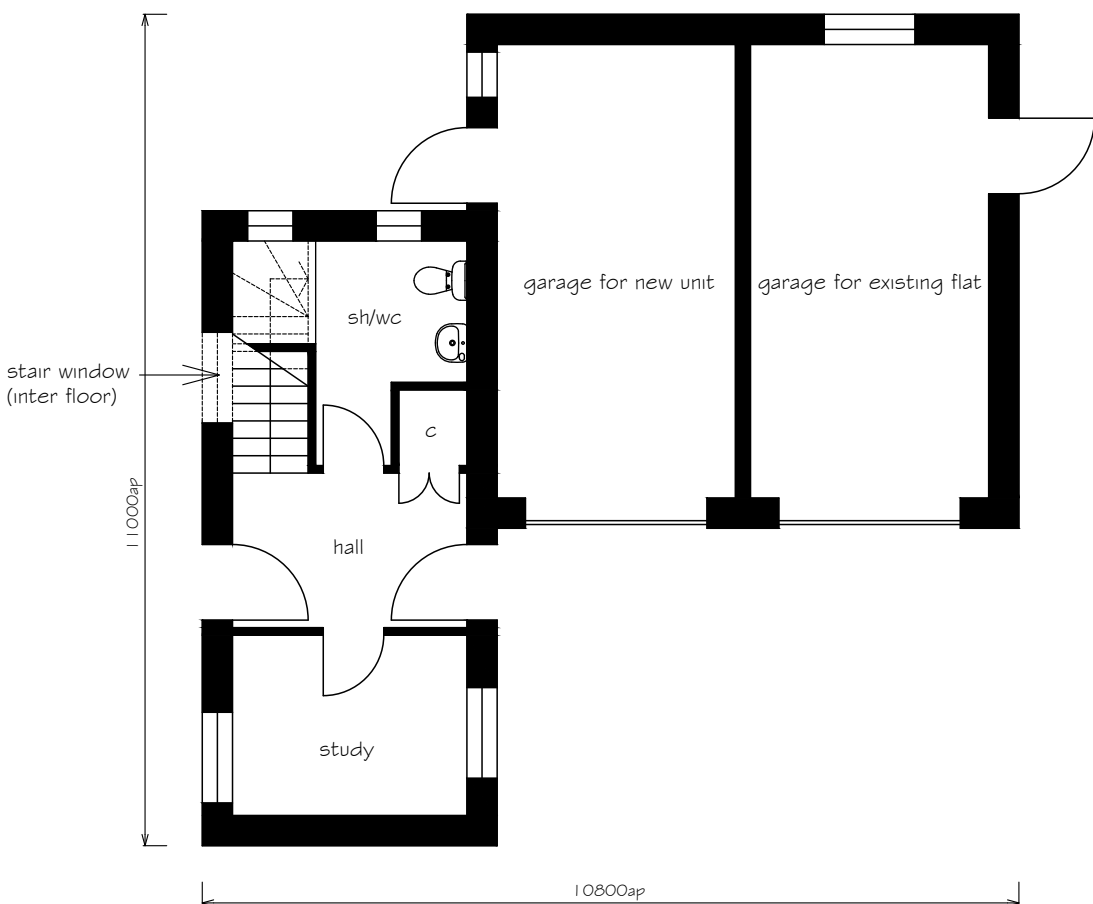 garage for new unit
garage for existing flat
sh/wc
stair window
(inter floor)
c
11000ap
hall
study
10800ap